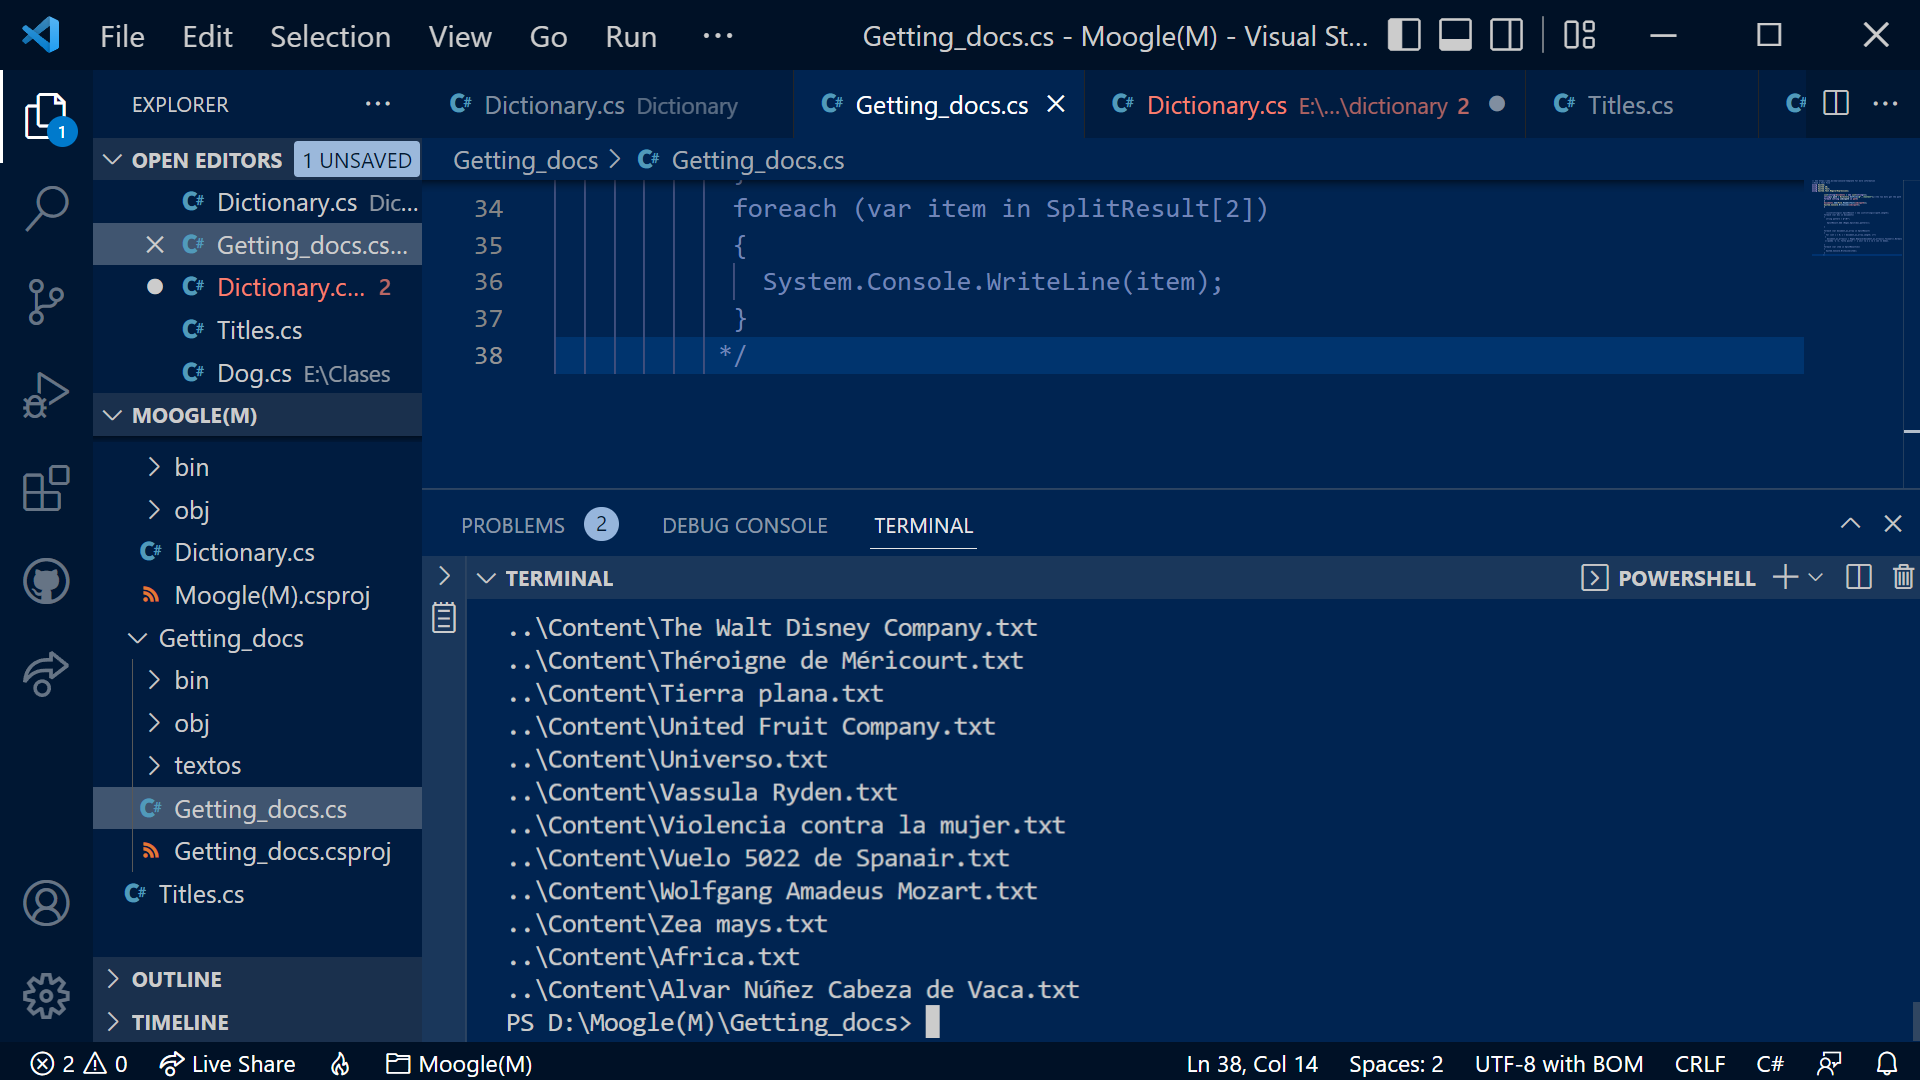 File Edit Selection View Go Run ··· Getting_docs.cs - Moogle(M) - Visual St...
EXPLORER ···
1
OPEN EDITORS 1 UNSAVED
C# Dictionary.cs Dic...
C# Getting_docs.cs...
C# Dictionary.c... 2
C# Titles.cs
C# Dog.cs E:\Clases
MOOGLE(M)
bin
obj
C# Dictionary.cs
Moogle(M).csproj
Getting_docs
bin
obj
textos
C# Getting_docs.cs
Getting_docs.csproj
C# Titles.cs
OUTLINE
TIMELINE
C# Dictionary.cs Dictionary C# Getting_docs.cs C# Dictionary.cs E:\...\dictionary 2 C# Titles.cs C#
Getting_docs > C# Getting_docs.cs
34 foreach (var item in SplitResult[2])
35 {
36 System.Console.WriteLine(item);
37 }
38 */
PROBLEMS 2 DEBUG CONSOLE TERMINAL
TERMINAL POWERSHELL
..\Content\The Walt Disney Company.txt
..\Content\Théroigne de Méricourt.txt
..\Content\Tierra plana.txt
..\Content\United Fruit Company.txt
..\Content\Universo.txt
..\Content\Vassula Ryden.txt
..\Content\Violencia contra la mujer.txt
..\Content\Vuelo 5022 de Spanair.txt
..\Content\Wolfgang Amadeus Mozart.txt
..\Content\Zea mays.txt
..\Content\Africa.txt
..\Content\Alvar Núñez Cabeza de Vaca.txt
PS D:\Moogle(M)\Getting_docs>
2 0 Live Share Moogle(M) Ln 38, Col 14 Spaces: 2 UTF-8 with BOM CRLF C#